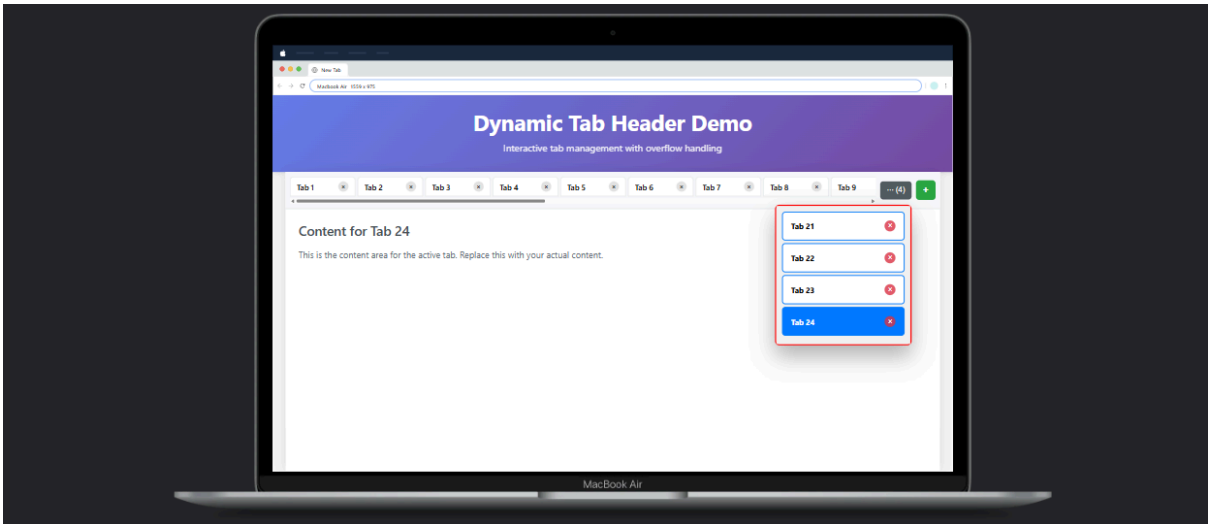 New Tab
MacBook Air 1559 x 975
Dynamic Tab Header Demo
Interactive tab management with overflow handling
Tab 1
Tab 2
Tab 3
Tab 4
Tab 5
Tab 6
Tab 7
Tab 8
Tab 9
··· (4)
+
Content for Tab 24
This is the content area for the active tab. Replace this with your actual content.
Tab 21
Tab 22
Tab 23
Tab 24
MacBook Air